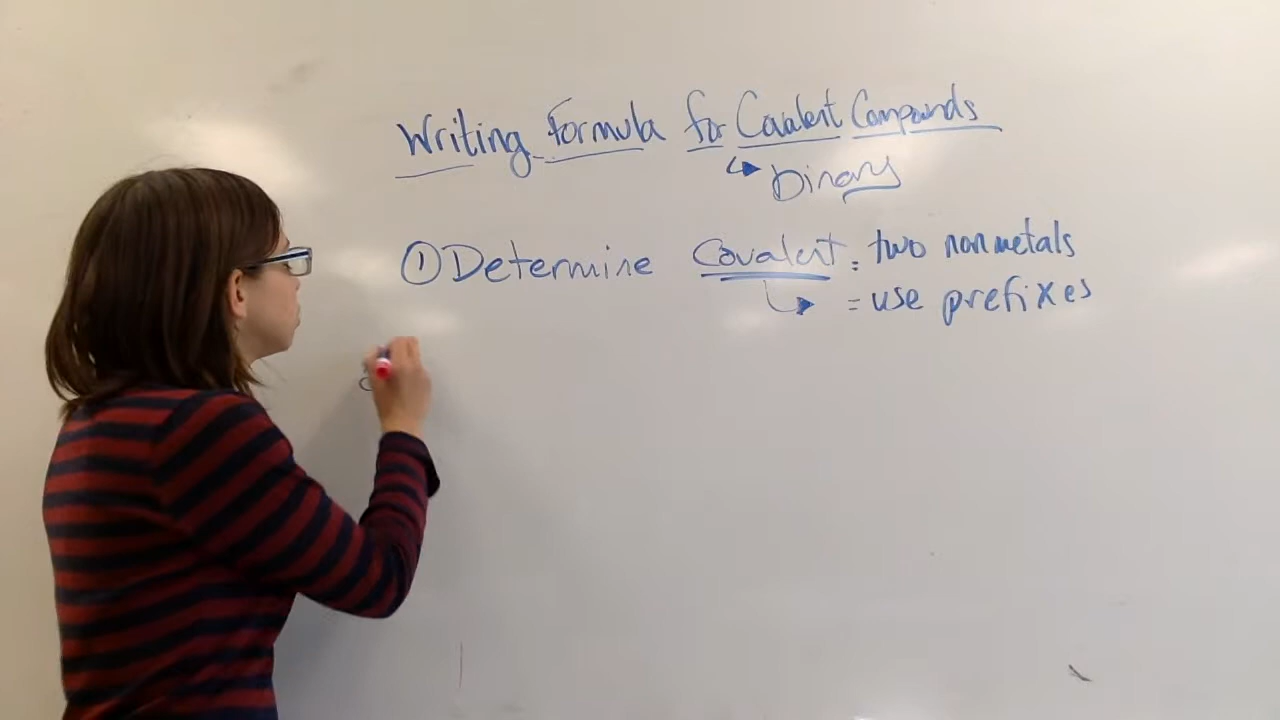 Writing Formula for Covalent Compounds
↳ binary
① Determine Covalent : two nonmetals
↳ = use prefixes